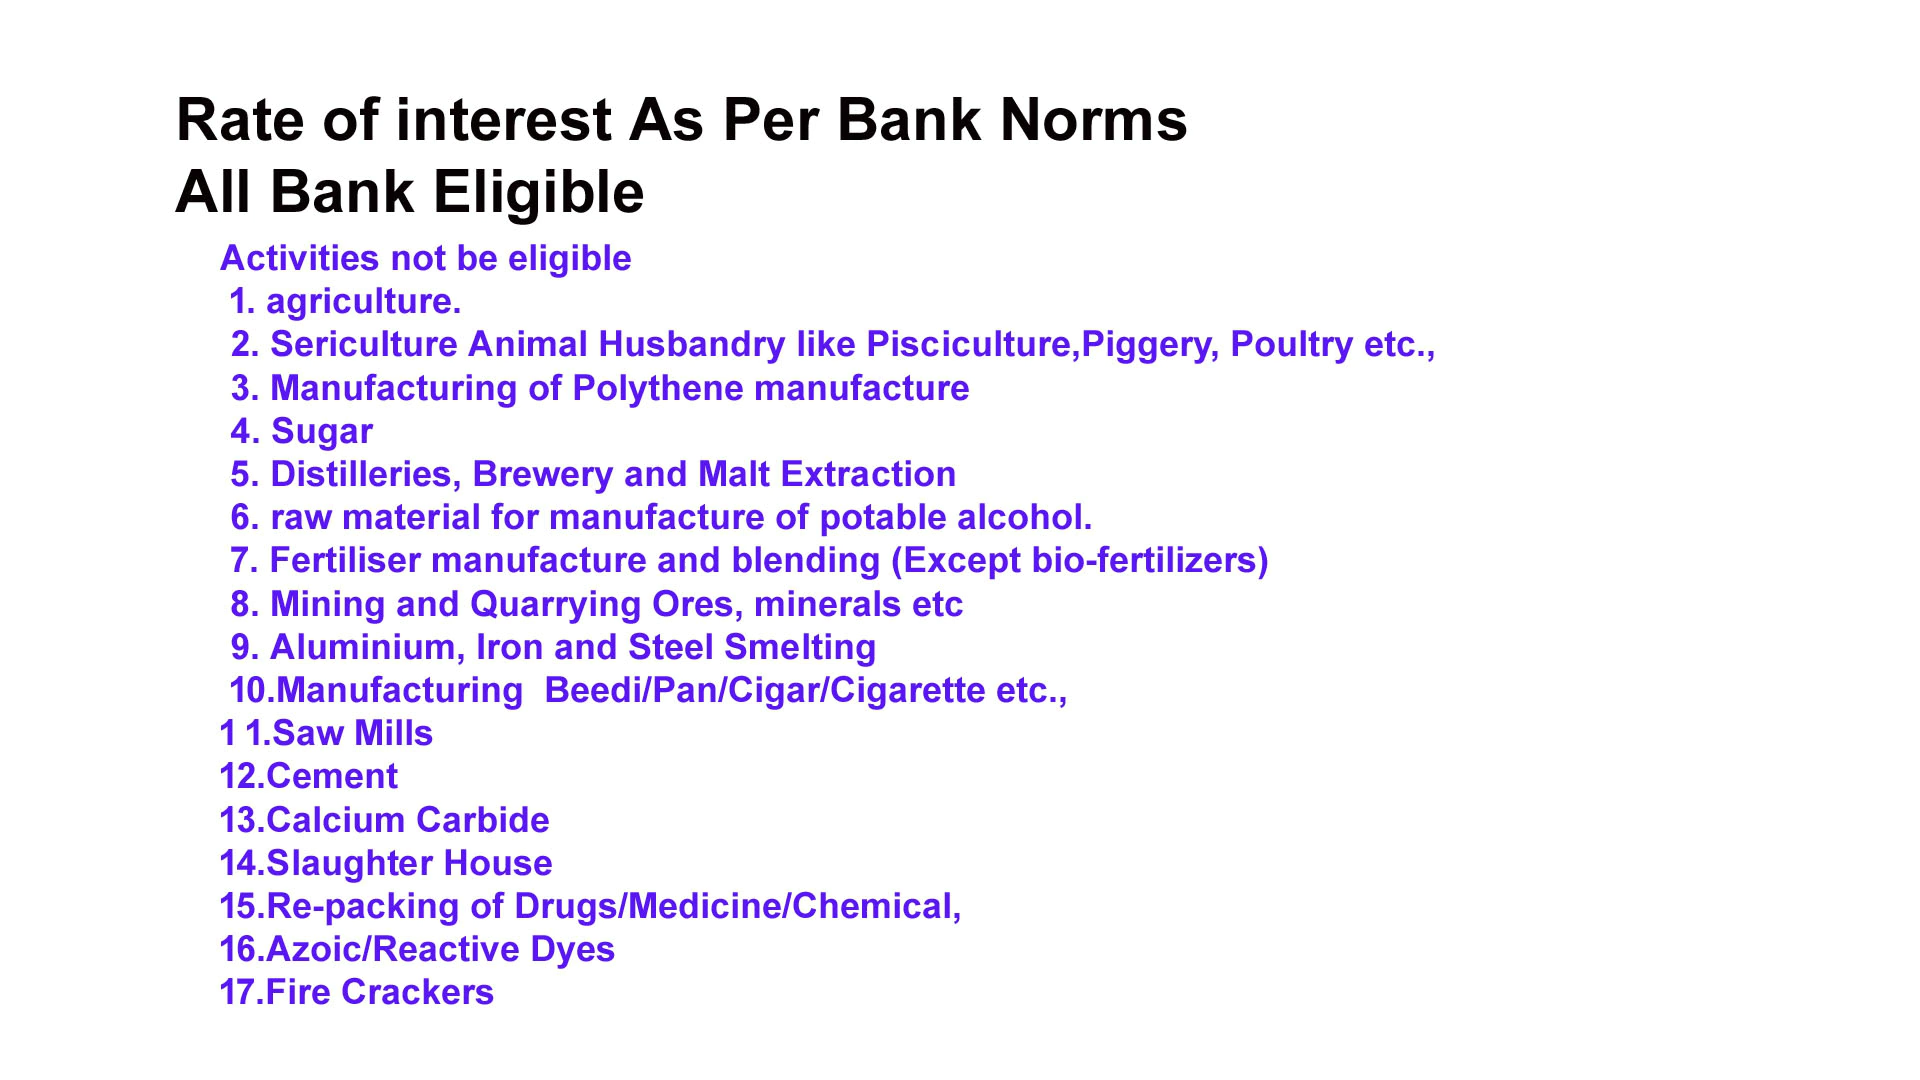 Rate of interest As Per Bank Norms
All Bank Eligible
Activities not be eligible
1. agriculture.
2. Sericulture Animal Husbandry like Pisciculture,Piggery, Poultry etc.,
3. Manufacturing of Polythene manufacture
4. Sugar
5. Distilleries, Brewery and Malt Extraction
6. raw material for manufacture of potable alcohol.
7. Fertiliser manufacture and blending (Except bio-fertilizers)
8. Mining and Quarrying Ores, minerals etc
9. Aluminium, Iron and Steel Smelting
10.Manufacturing  Beedi/Pan/Cigar/Cigarette etc.,
1 1.Saw Mills
12.Cement
13.Calcium Carbide
14.Slaughter House
15.Re-packing of Drugs/Medicine/Chemical,
16.Azoic/Reactive Dyes
17.Fire Crackers